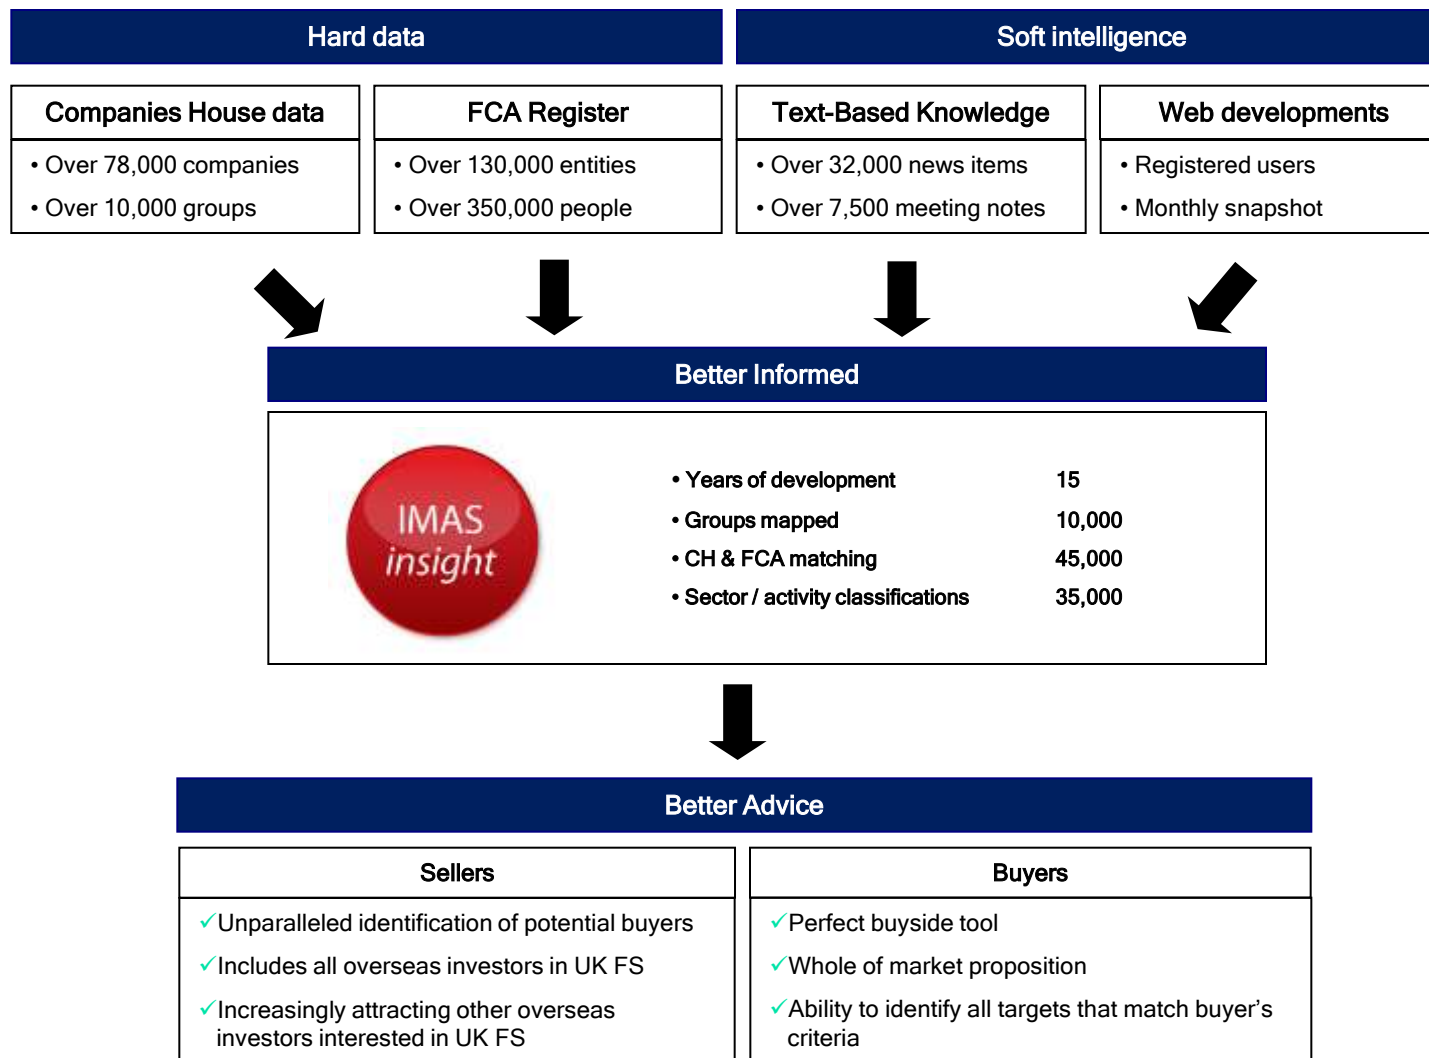 Hard data
Soft intelligence
Companies House data
• Over 78,000 companies
• Over 10,000 groups
FCA Register
• Over 130,000 entities
• Over 350,000 people
Text-Based Knowledge
• Over 32,000 news items
• Over 7,500 meeting notes
Web developments
• Registered users
• Monthly snapshot
Better Informed
IMAS
insight
• Years of development 15
• Groups mapped 10,000
• CH & FCA matching 45,000
• Sector / activity classifications 35,000
Better Advice
Sellers
✓Unparalleled identification of potential buyers
✓Includes all overseas investors in UK FS
✓Increasingly attracting other overseas
investors interested in UK FS
Buyers
✓Perfect buyside tool
✓Whole of market proposition
✓Ability to identify all targets that match buyer’s
criteria